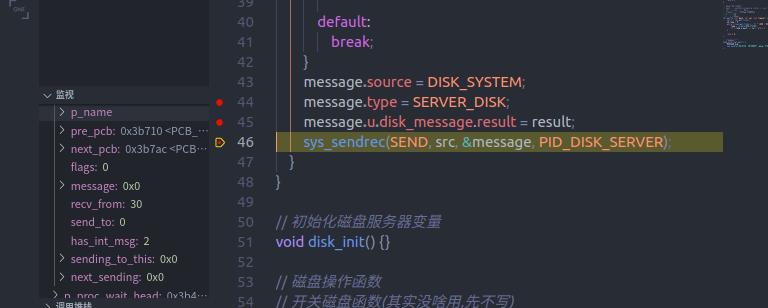 39
40 default:
41 break;
42 }
43 message.source = DISK_SYSTEM;
44 message.type = SERVER_DISK;
45 message.u.disk_message.result = result;
46 sys_sendrec(SEND, src, &message, PID_DISK_SERVER);
47 }
48 }
49
50 // 初始化磁盘服务器变量
51 void disk_init() {}
52
53 // 磁盘操作函数
54 // 开关磁盘函数(其实没啥用,先不写)
监视
p_name
pre_pcb: 0x3b710 <PCB_…
next_pcb: 0x3b7ac <PCB…
flags: 0
message: 0x0
recv_from: 30
send_to: 0
has_int_msg: 2
sending_to_this: 0x0
next_sending: 0x0
p_proc_wait_head: 0x3b4…
调用堆栈